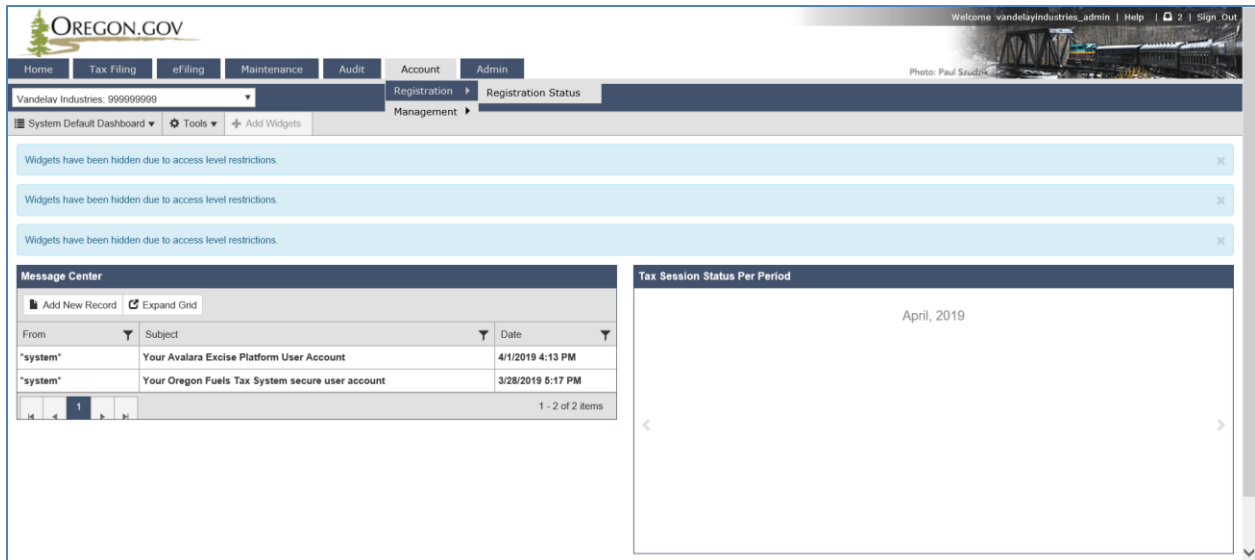 OREGON.GOV
Welcome vandelayindustries_admin | Help | 2 | Sign Out
Home Tax Filing eFiling Maintenance Audit Account Admin
Photo: Paul Szudzik
Vandelay Industries: 999999999
Registration Registration Status
Management
System Default Dashboard Tools Add Widgets
Widgets have been hidden due to access level restrictions.
Widgets have been hidden due to access level restrictions.
Widgets have been hidden due to access level restrictions.
Message Center
Add New Record Expand Grid
From Subject Date
*system* Your Avalara Excise Platform User Account 4/1/2019 4:13 PM
*system* Your Oregon Fuels Tax System secure user account 3/28/2019 5:17 PM
1 1 - 2 of 2 items
Tax Session Status Per Period
April, 2019